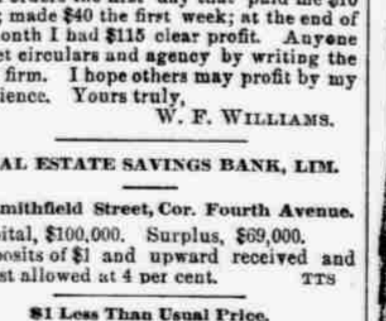 made $40 the first week; at the end of
onth I had $115 clear profit. Anyone
et circulars and agency by writing the
firm. I hope others may profit by my
ience. Yours truly,
W. F. WILLIAMS.
AL ESTATE SAVINGS BANK, LIM.
mithfield Street, Cor. Fourth Avenue.
ital, $100,000. Surplus, $69,000.
posits of $1 and upward received and
st allowed at 4 per cent. TTS
$1 Less Than Usual Price.